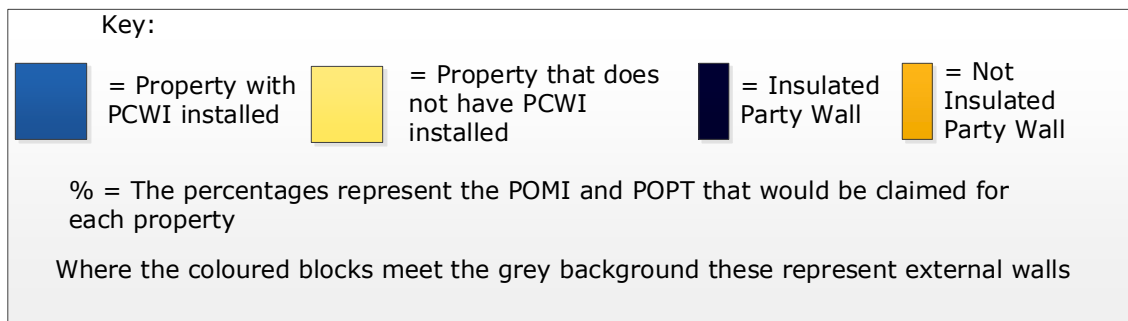 Key:
= Property with
PCWI installed
= Property that does
not have PCWI
installed
= Insulated
Party Wall
= Not
Insulated
Party Wall
% = The percentages represent the POMI and POPT that would be claimed for
each property
Where the coloured blocks meet the grey background these represent external walls